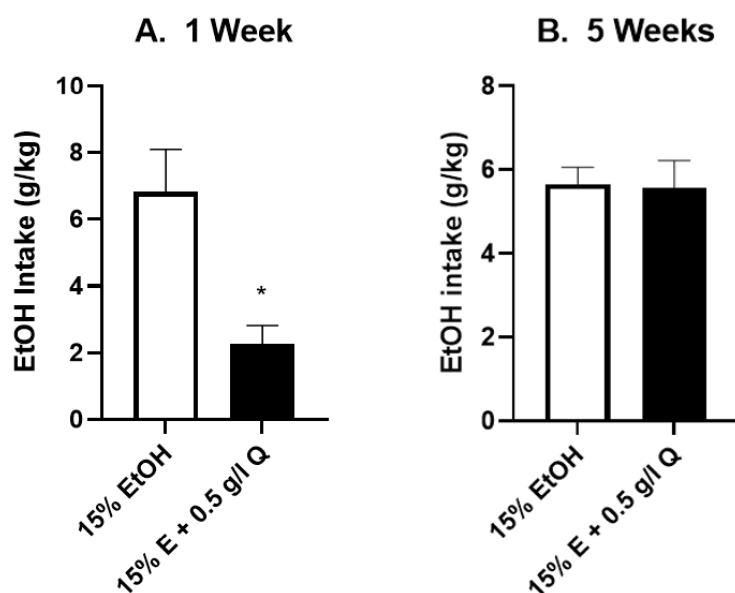 A. 1 Week
EtOH Intake (g/kg)
10
8
6
4
2
0
*
15% EtOH
15% E + 0.5 g/l Q
B. 5 Weeks
EtOH intake (g/kg)
8
6
4
2
0
15% EtOH
15% E + 0.5 g/l Q